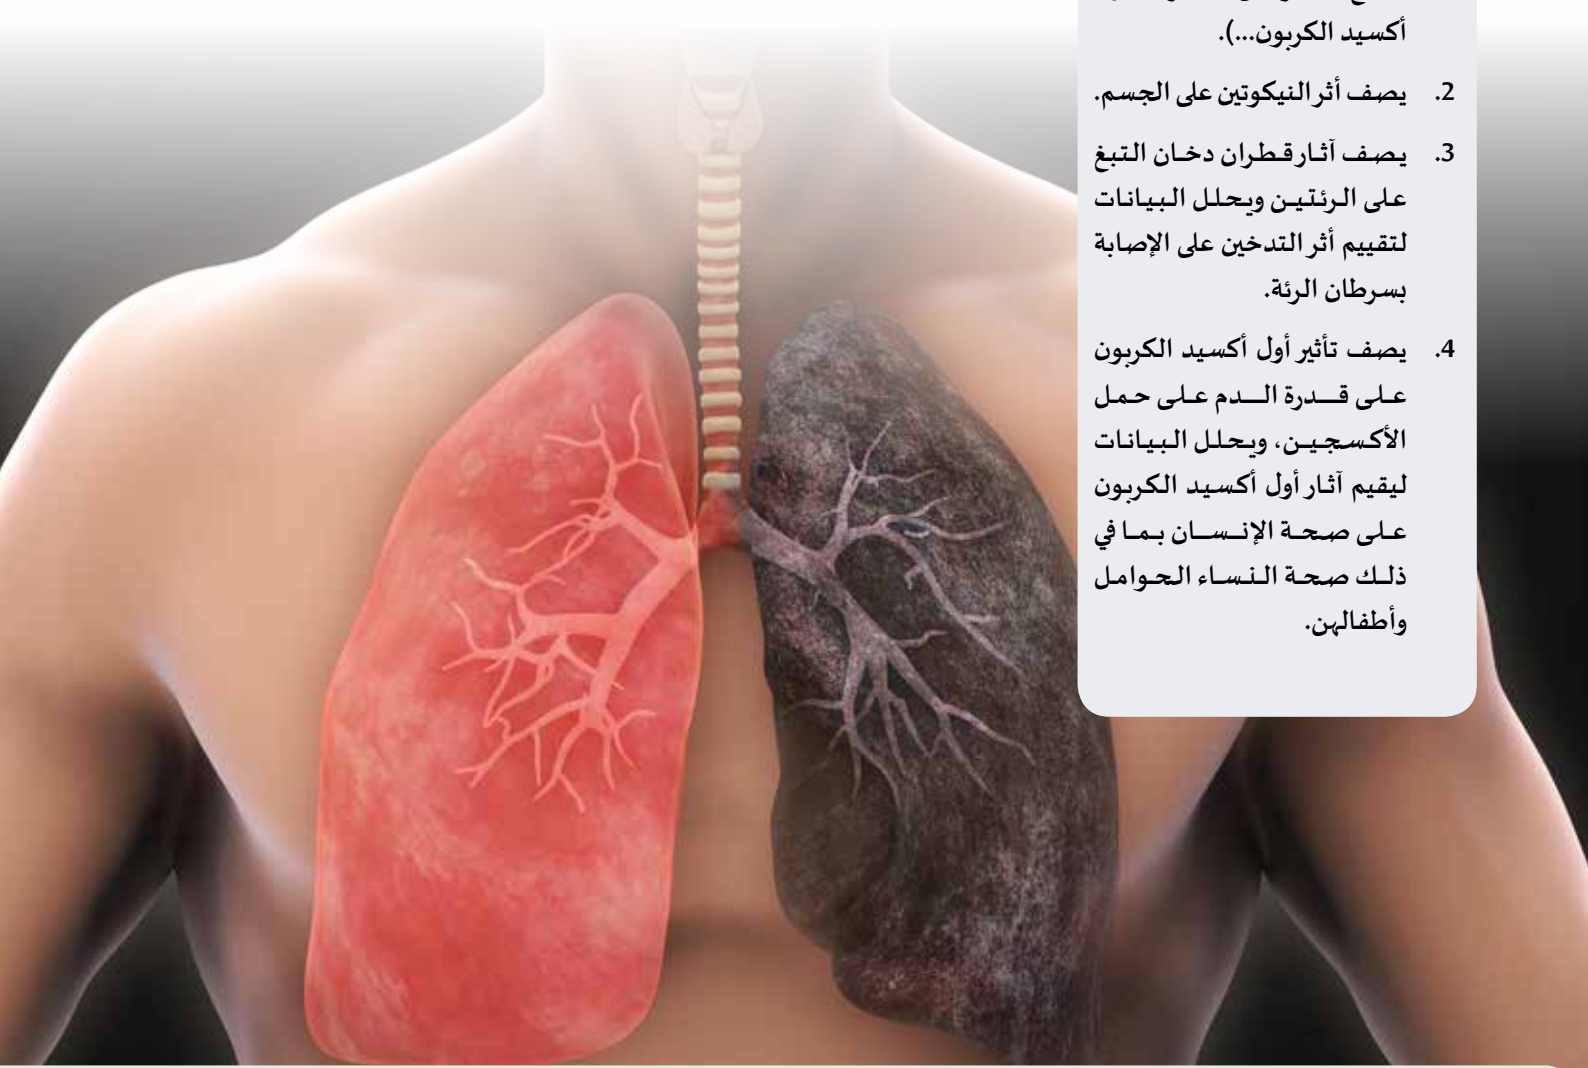 أكسيد الكربون...).
2. يصف أثر النيكوتين على الجسم.
3. يصف آثار قطران دخان التبغ
على الرئتين ويحلل البيانات
لتقييم أثر التدخين على الإصابة
بسرطان الرئة.
4. يصف تأثير أول أكسيد الكربون
على قدرة الدم على حمل
الأكسجين، ويحلل البيانات
ليقيم آثار أول أكسيد الكربون
على صحة الإنسان بما في
ذلك صحة النساء الحوامل
وأطفالهن.